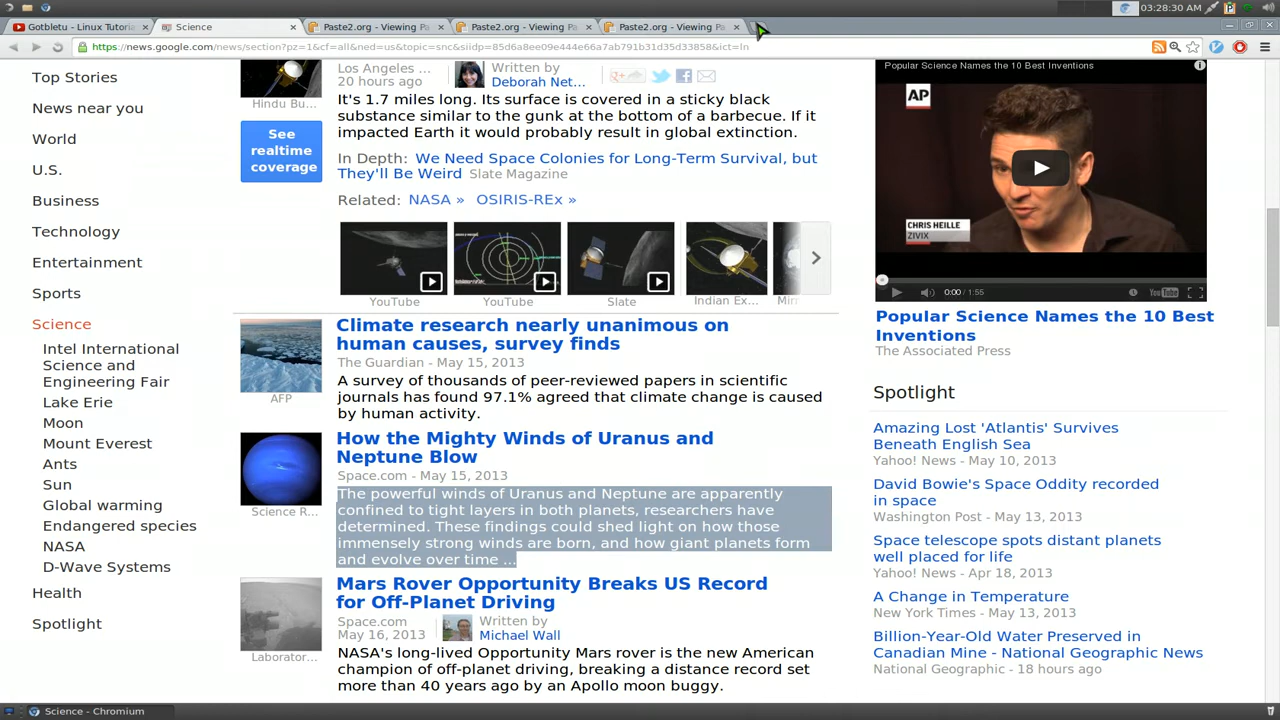 03:28:30 AM
Gotbletu - Linux Tutoria
Science
Paste2.org - Viewing Pa
Paste2.org - Viewing Pa
Paste2.org - Viewing Pa
https://news.google.com/news/section?pz=1&cf=all&ned=us&topic=snc&siidp=85d6a8ee09e444e66a7ab791b31d35d33858&ict=ln
Top Stories
News near you
World
U.S.
Business
Technology
Entertainment
Sports
Science
Intel International
Science and
Engineering Fair
Lake Erie
Moon
Mount Everest
Ants
Sun
Global warming
Endangered species
NASA
D-Wave Systems
Health
Spotlight
Hindu Bu...
See
realtime
coverage
Los Angeles ...
20 hours ago
Written by
Deborah Net...
It's 1.7 miles long. Its surface is covered in a sticky black
substance similar to the gunk at the bottom of a barbecue. If it
impacted Earth it would probably result in global extinction.
In Depth: We Need Space Colonies for Long-Term Survival, but
They'll Be Weird Slate Magazine
Related: NASA » OSIRIS-REx »
YouTube
YouTube
Slate
Indian Ex...
Climate research nearly unanimous on
human causes, survey finds
The Guardian - May 15, 2013
AFP
A survey of thousands of peer-reviewed papers in scientific
journals has found 97.1% agreed that climate change is caused
by human activity.
How the Mighty Winds of Uranus and
Neptune Blow
Space.com - May 15, 2013
Science R...
The powerful winds of Uranus and Neptune are apparently
confined to tight layers in both planets, researchers have
determined. These findings could shed light on how those
immensely strong winds are born, and how giant planets form
and evolve over time ...
Mars Rover Opportunity Breaks US Record
for Off-Planet Driving
Space.com
May 16, 2013
Written by
Michael Wall
Laborator...
NASA's long-lived Opportunity Mars rover is the new American
champion of off-planet driving, breaking a distance record set
more than 40 years ago by an Apollo moon buggy.
Popular Science Names the 10 Best Inventions
AP
CHRIS HEILLE
ZIVIX
0:00 / 1:55
YouTube
Popular Science Names the 10 Best
Inventions
The Associated Press
Spotlight
Amazing Lost 'Atlantis' Survives
Beneath English Sea
Yahoo! News - May 10, 2013
David Bowie's Space Oddity recorded
in space
Washington Post - May 13, 2013
Space telescope spots distant planets
well placed for life
Yahoo! News - Apr 18, 2013
A Change in Temperature
New York Times - May 13, 2013
Billion-Year-Old Water Preserved in
Canadian Mine - National Geographic News
National Geographic - 18 hours ago
Science - Chromium